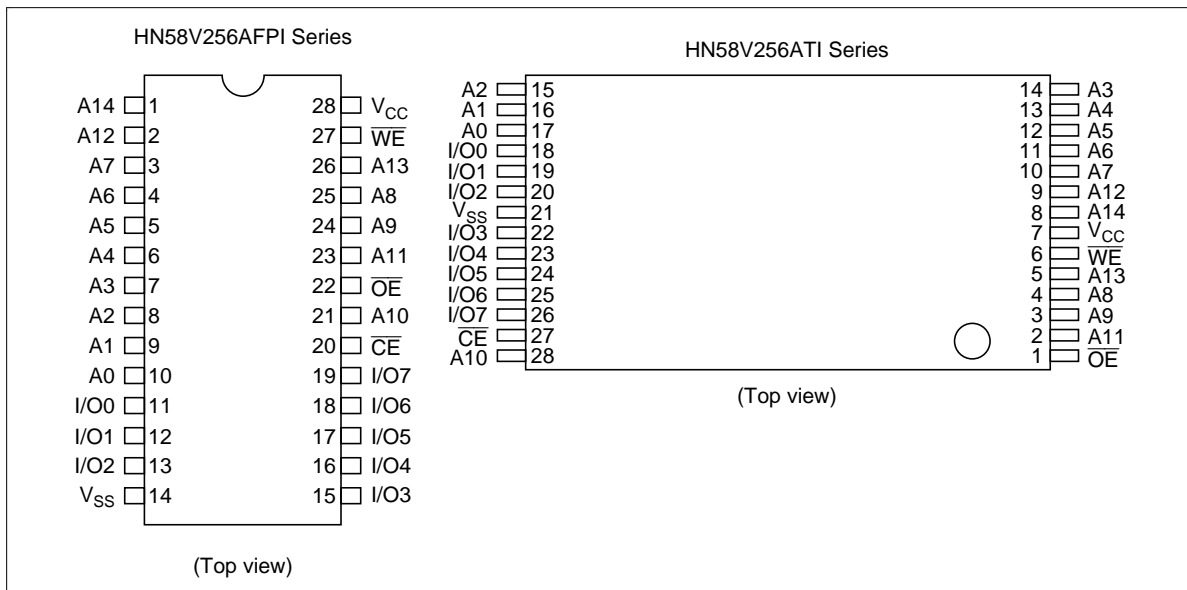 HN58V256AFPI Series
A14 1 28 VCC
A12 2 27 W̅E̅
A7 3 26 A13
A6 4 25 A8
A5 5 24 A9
A4 6 23 A11
A3 7 22 O̅E̅
A2 8 21 A10
A1 9 20 C̅E̅
A0 10 19 I/O7
I/O0 11 18 I/O6
I/O1 12 17 I/O5
I/O2 13 16 I/O4
VSS 14 15 I/O3
(Top view)
HN58V256ATI Series
A2 15 14 A3
A1 16 13 A4
A0 17 12 A5
I/O0 18 11 A6
I/O1 19 10 A7
I/O2 20 9 A12
VSS 21 8 A14
I/O3 22 7 VCC
I/O4 23 6 W̅E̅
I/O5 24 5 A13
I/O6 25 4 A8
I/O7 26 3 A9
C̅E̅ 27 2 A11
A10 28 1 O̅E̅
(Top view)